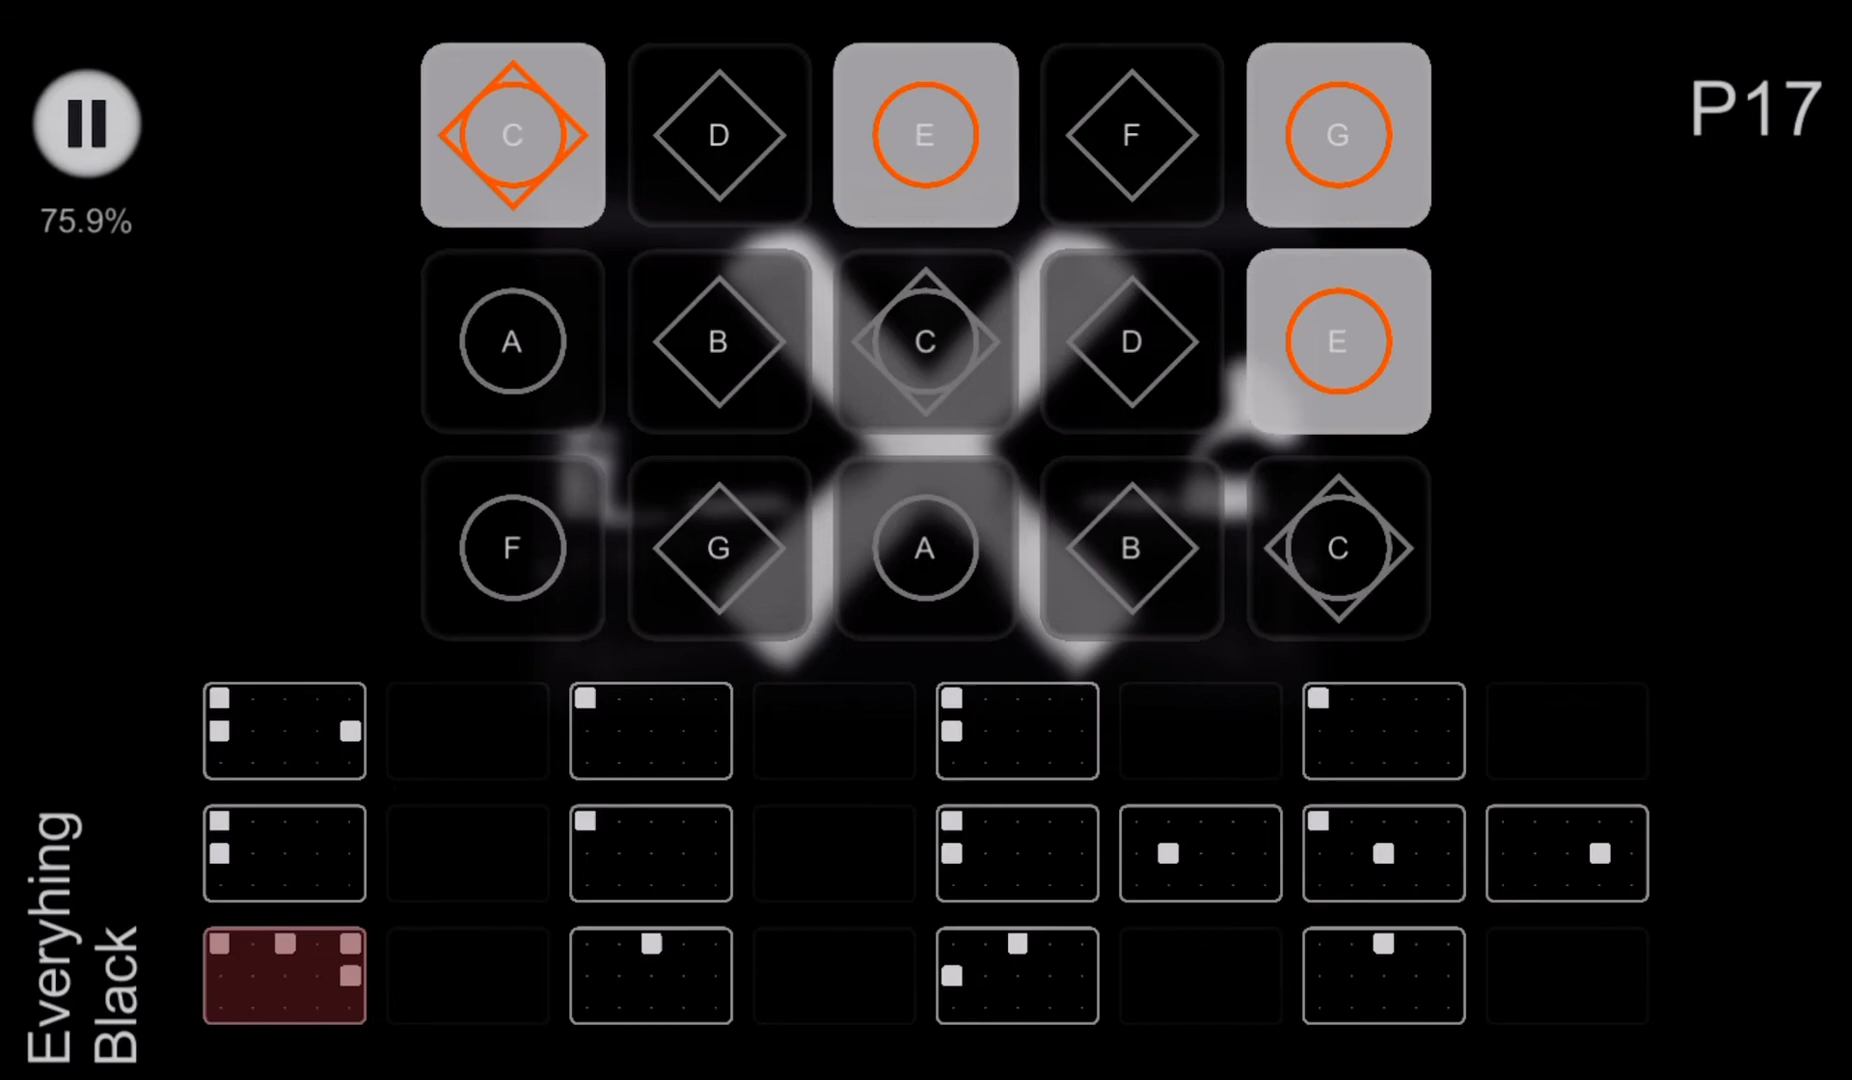 P17
75.9%
C D E F G
A B C D E
F G A B C
Everyhing
Black